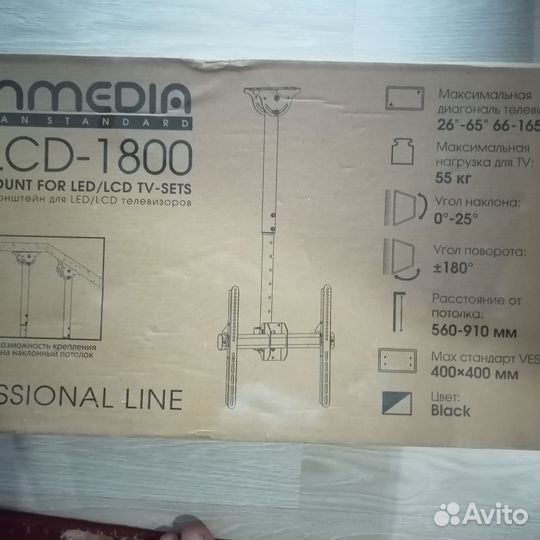 nmedia
AN STANDARD
LCD-1800
OUNT FOR LED/LCD TV-SETS
онштейн для LED/LCD телевизоров
озможность крепления
на наклонный потолок
SSIONAL LINE
Максимальная
диагональ телеви
26"-65" 66-165
Максимальная
нагрузка для TV:
55 кг
Угол наклона:
0°-25°
Угол поворота:
±180°
Расстояние от
потолка:
560-910 мм
Max стандарт VES
400×400 мм
Цвет:
Black
Avito